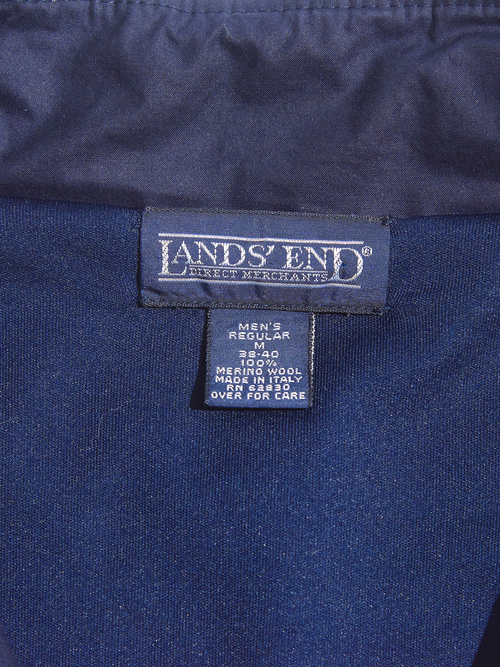 LANDS' END®
DIRECT MERCHANTS
MEN'S
REGULAR
M
38-40
100%
MERINO WOOL
MADE IN ITALY
RN 62830
OVER FOR CARE